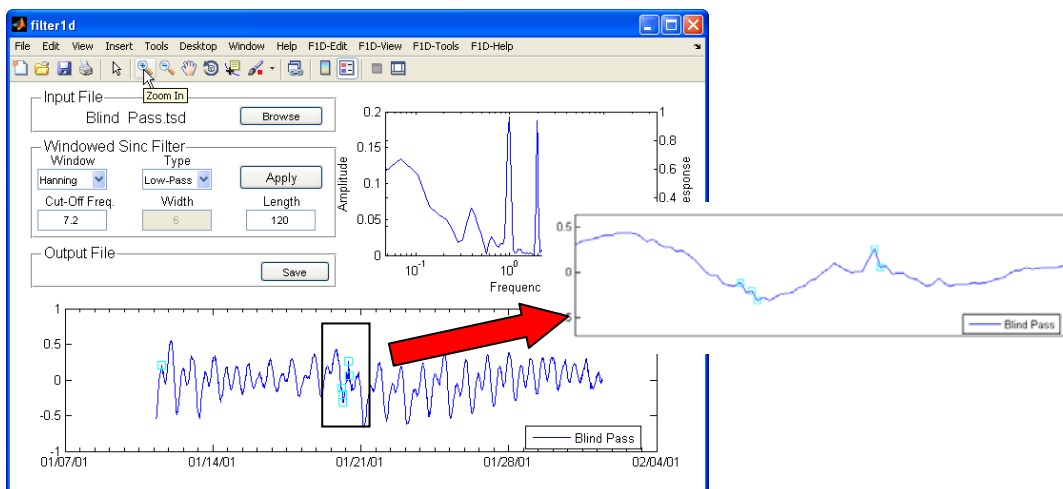 filter1d
File Edit View Insert Tools Desktop Window Help F1D-Edit F1D-View F1D-Tools F1D-Help
Zoom In
Input File
Blind Pass.tsd
Browse
Windowed Sinc Filter
Window Type
Hanning Low-Pass Apply
Cut-Off Freq. Width Length
7.2 6 120
Output File
Save
0.2 1
0.15 0.8
0.1 0.6
0.05 0.4
0
Amplitude
esponse
10-1 100
Frequenc
0.5
0
5
Blind Pass
1
0.5
0
-0.5
-1
Blind Pass
01/07/01 01/14/01 01/21/01 01/28/01 02/04/01